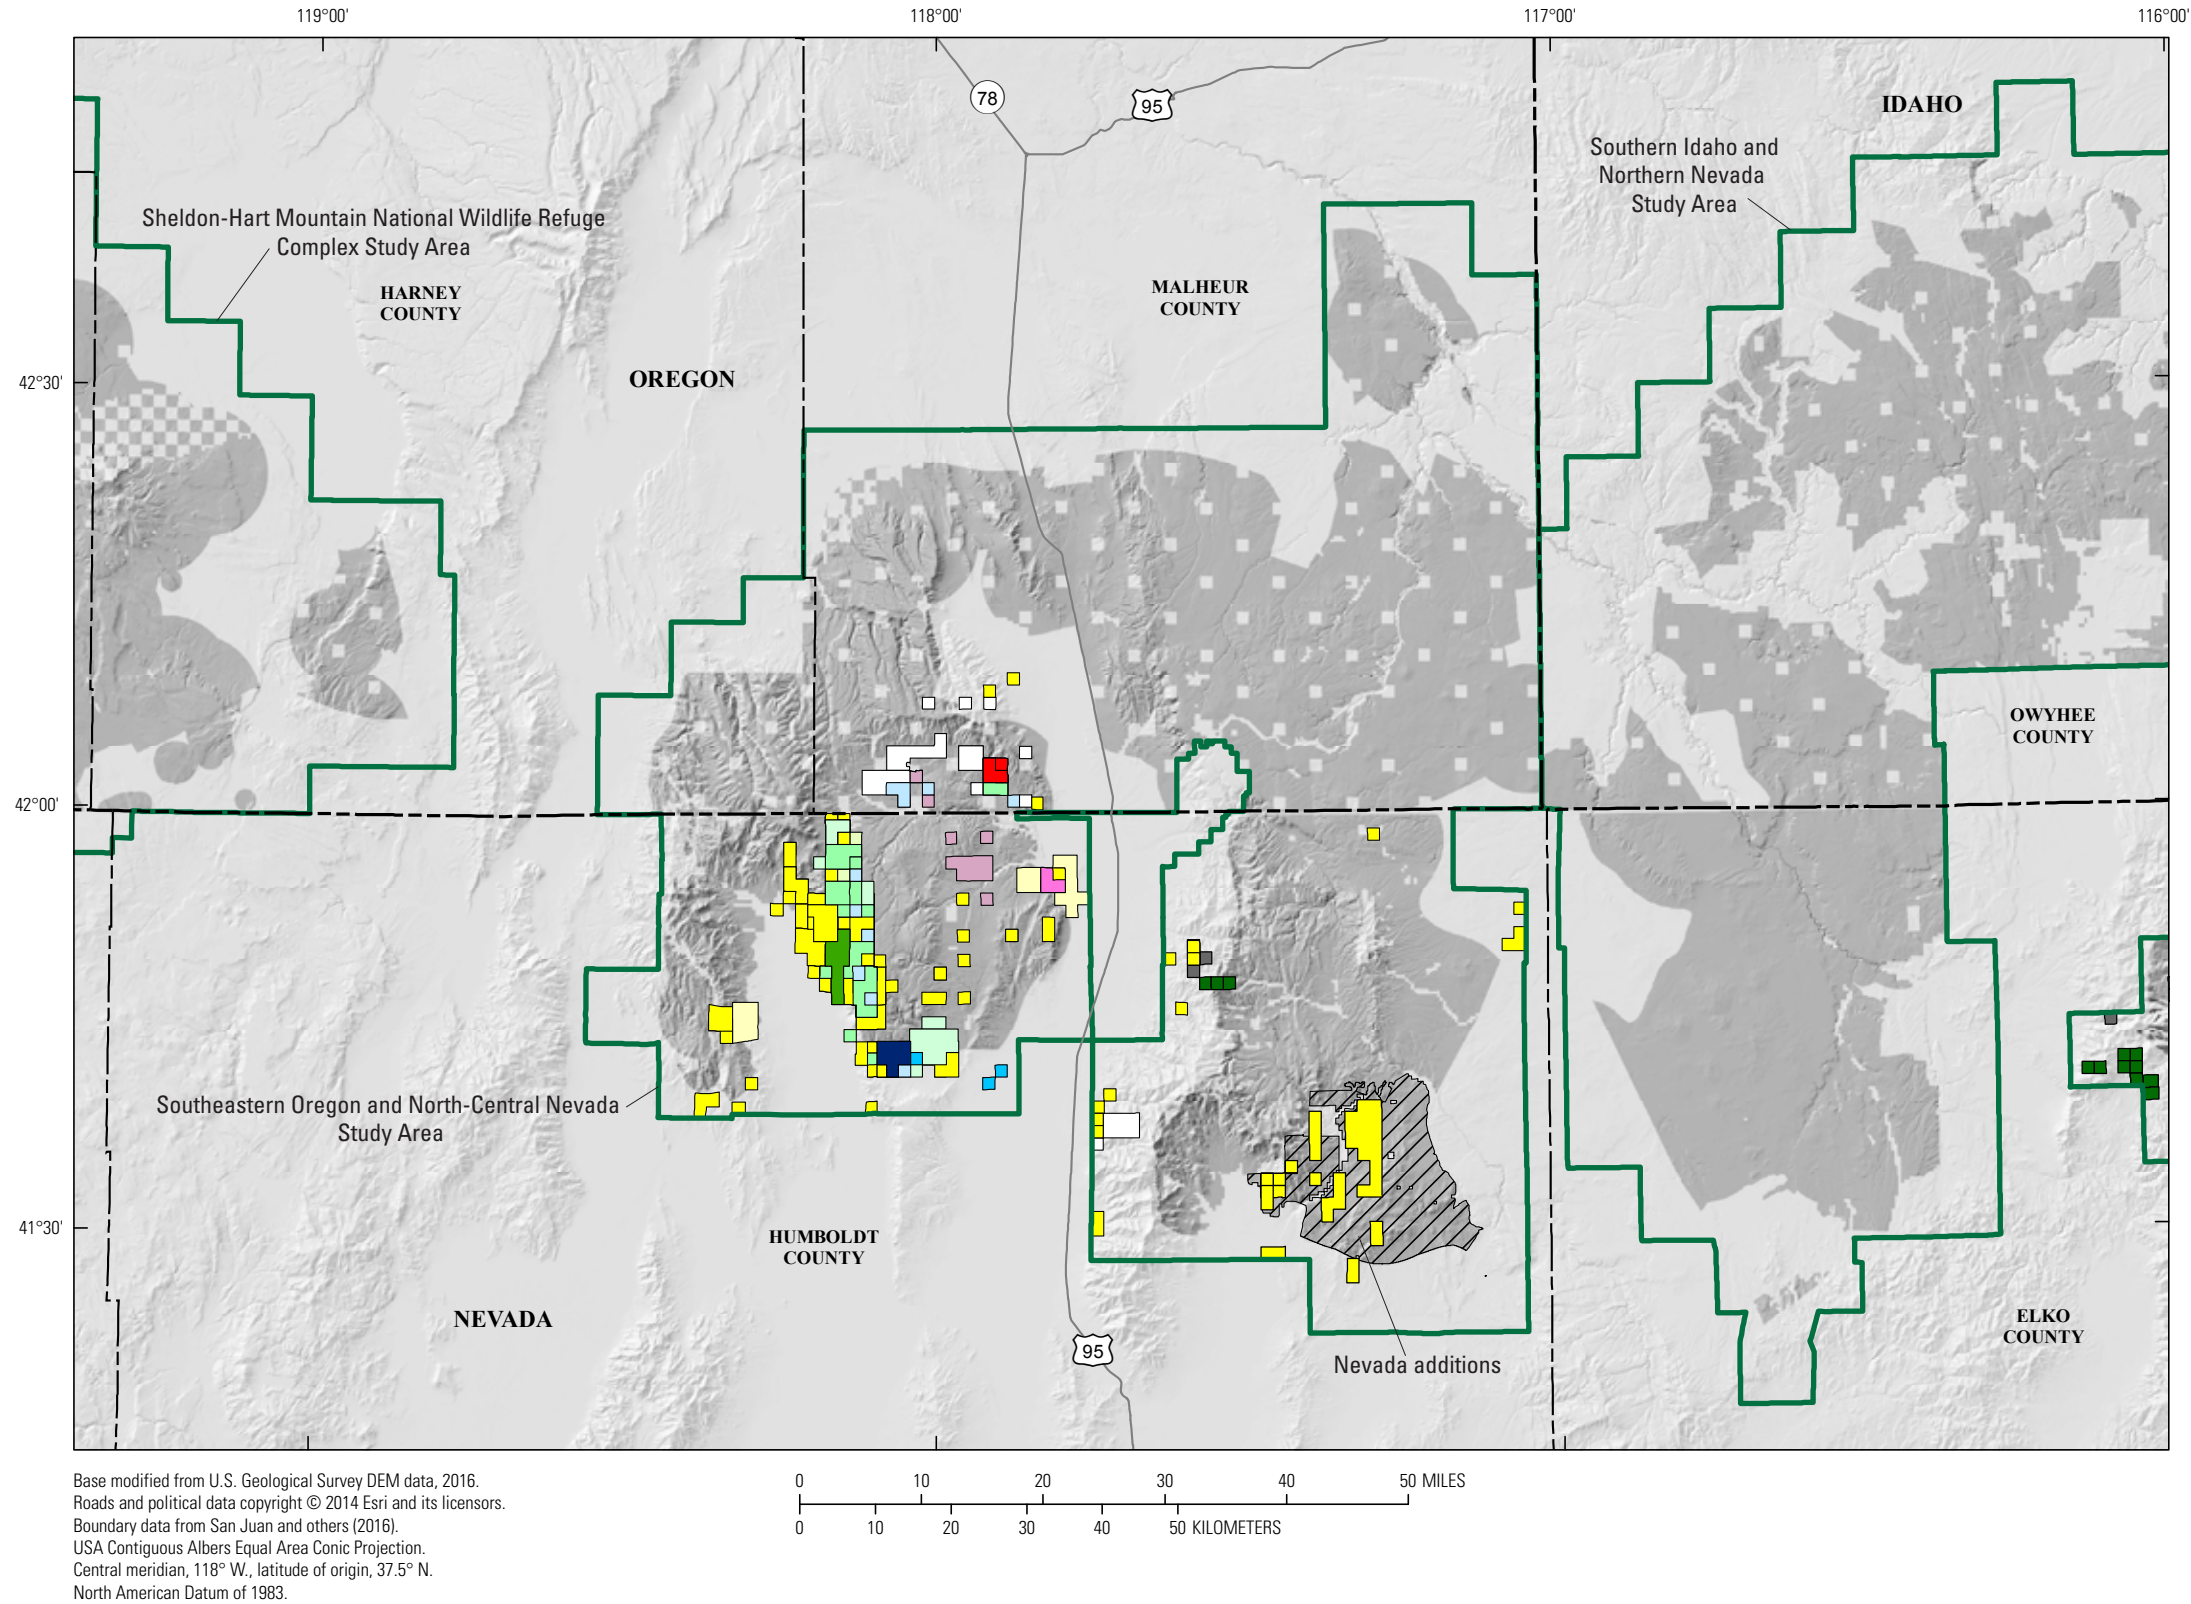 119°00'
118°00'
117°00'
116°00'
78
95
IDAHO
Southern Idaho and
Northern Nevada
Study Area
Sheldon-Hart Mountain National Wildlife Refuge
Complex Study Area
HARNEY
COUNTY
MALHEUR
COUNTY
42°30'
OREGON
OWYHEE
COUNTY
42°00'
Southeastern Oregon and North-Central Nevada
Study Area
41°30'
HUMBOLDT
COUNTY
NEVADA
95
Nevada additions
ELKO
COUNTY
Base modified from U.S. Geological Survey DEM data, 2016.
Roads and political data copyright © 2014 Esri and its licensors.
Boundary data from San Juan and others (2016).
USA Contiguous Albers Equal Area Conic Projection.
Central meridian, 118° W., latitude of origin, 37.5° N.
North American Datum of 1983.
0 10 20 30 40 50 MILES
0 10 20 30 40 50 KILOMETERS